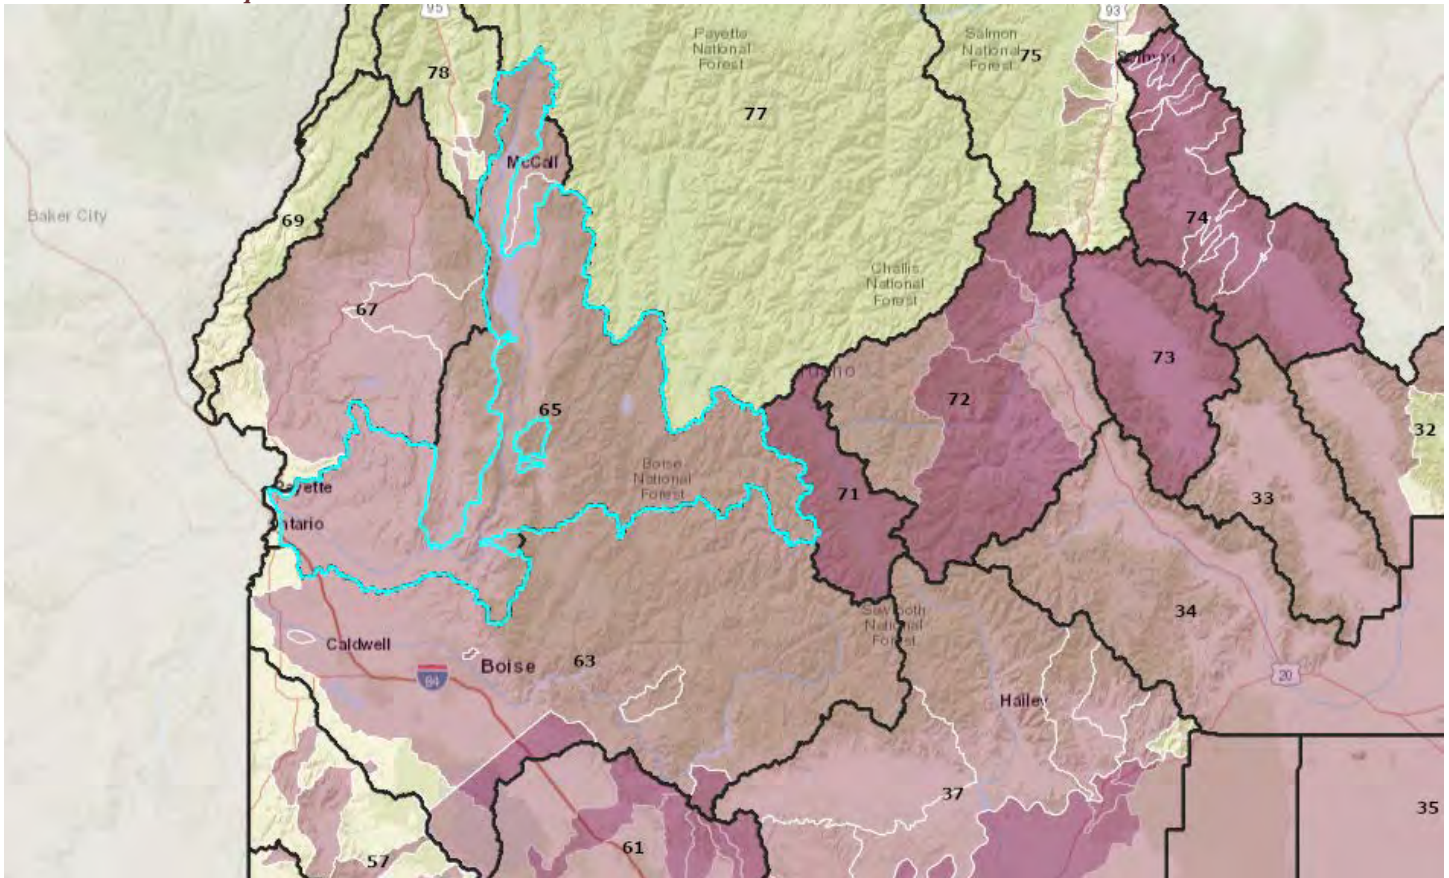 95
93
Payette
National
Forest
Salmon
National
Forest
75
78
77
McCall
Baker City
69
74
Challis
National
Forest
67
73
72
65
32
Boise
National
Forest
71
33
Payette
ntario
Sawtooth
National
Forest
34
Caldwell
Boise
63
84
20
Hailey
37
35
61
57